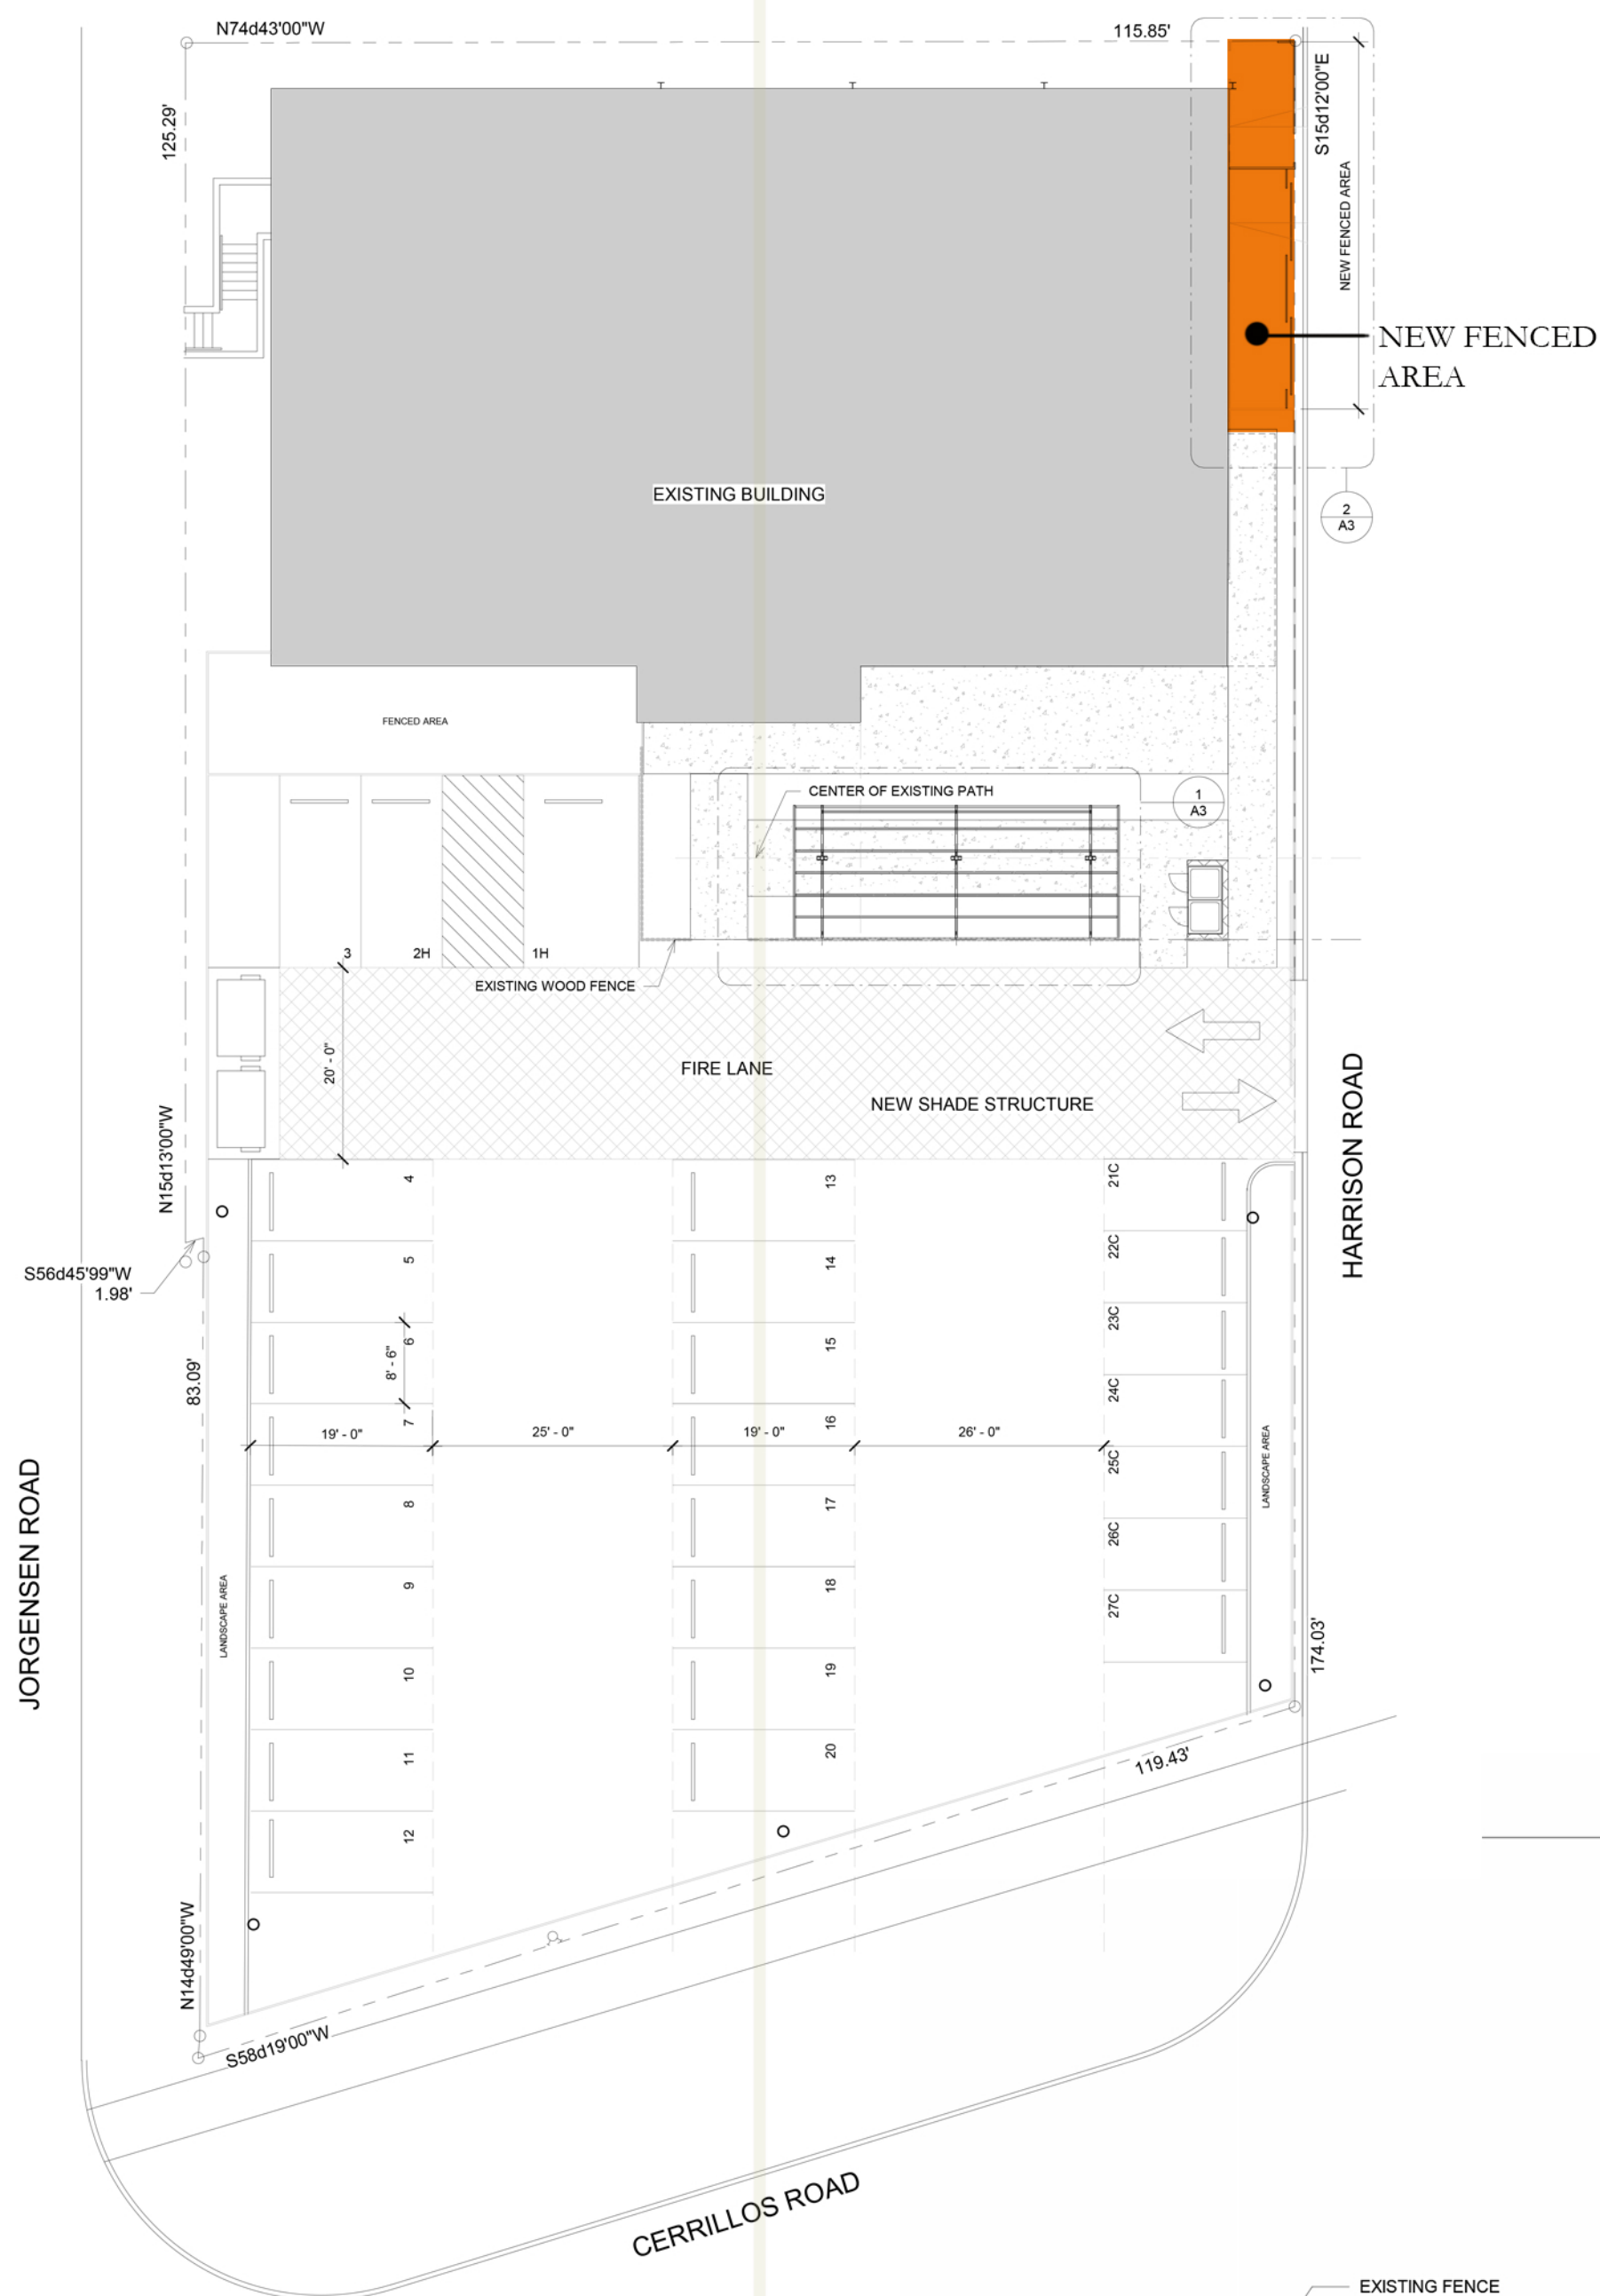 N74d43'00"W
115.85'
125.29'
S15d12'00"E
NEW FENCED AREA
NEW FENCED
AREA
EXISTING BUILDING
2
A3
FENCED AREA
CENTER OF EXISTING PATH
1
A3
3
2H
1H
EXISTING WOOD FENCE
20' - 0"
FIRE LANE
NEW SHADE STRUCTURE
HARRISON ROAD
N15d13'00"W
S56d45'99"W
1.98'
83.09'
4
5
6
8' - 6"
7
8
9
10
11
12
13
14
15
16
17
18
19
20
21C
22C
23C
24C
25C
26C
27C
19' - 0"
25' - 0"
19' - 0"
26' - 0"
LANDSCAPE AREA
LANDSCAPE AREA
JORGENSEN ROAD
174.03'
119.43'
N14d49'00"W
S58d19'00"W
CERRILLOS ROAD
EXISTING FENCE